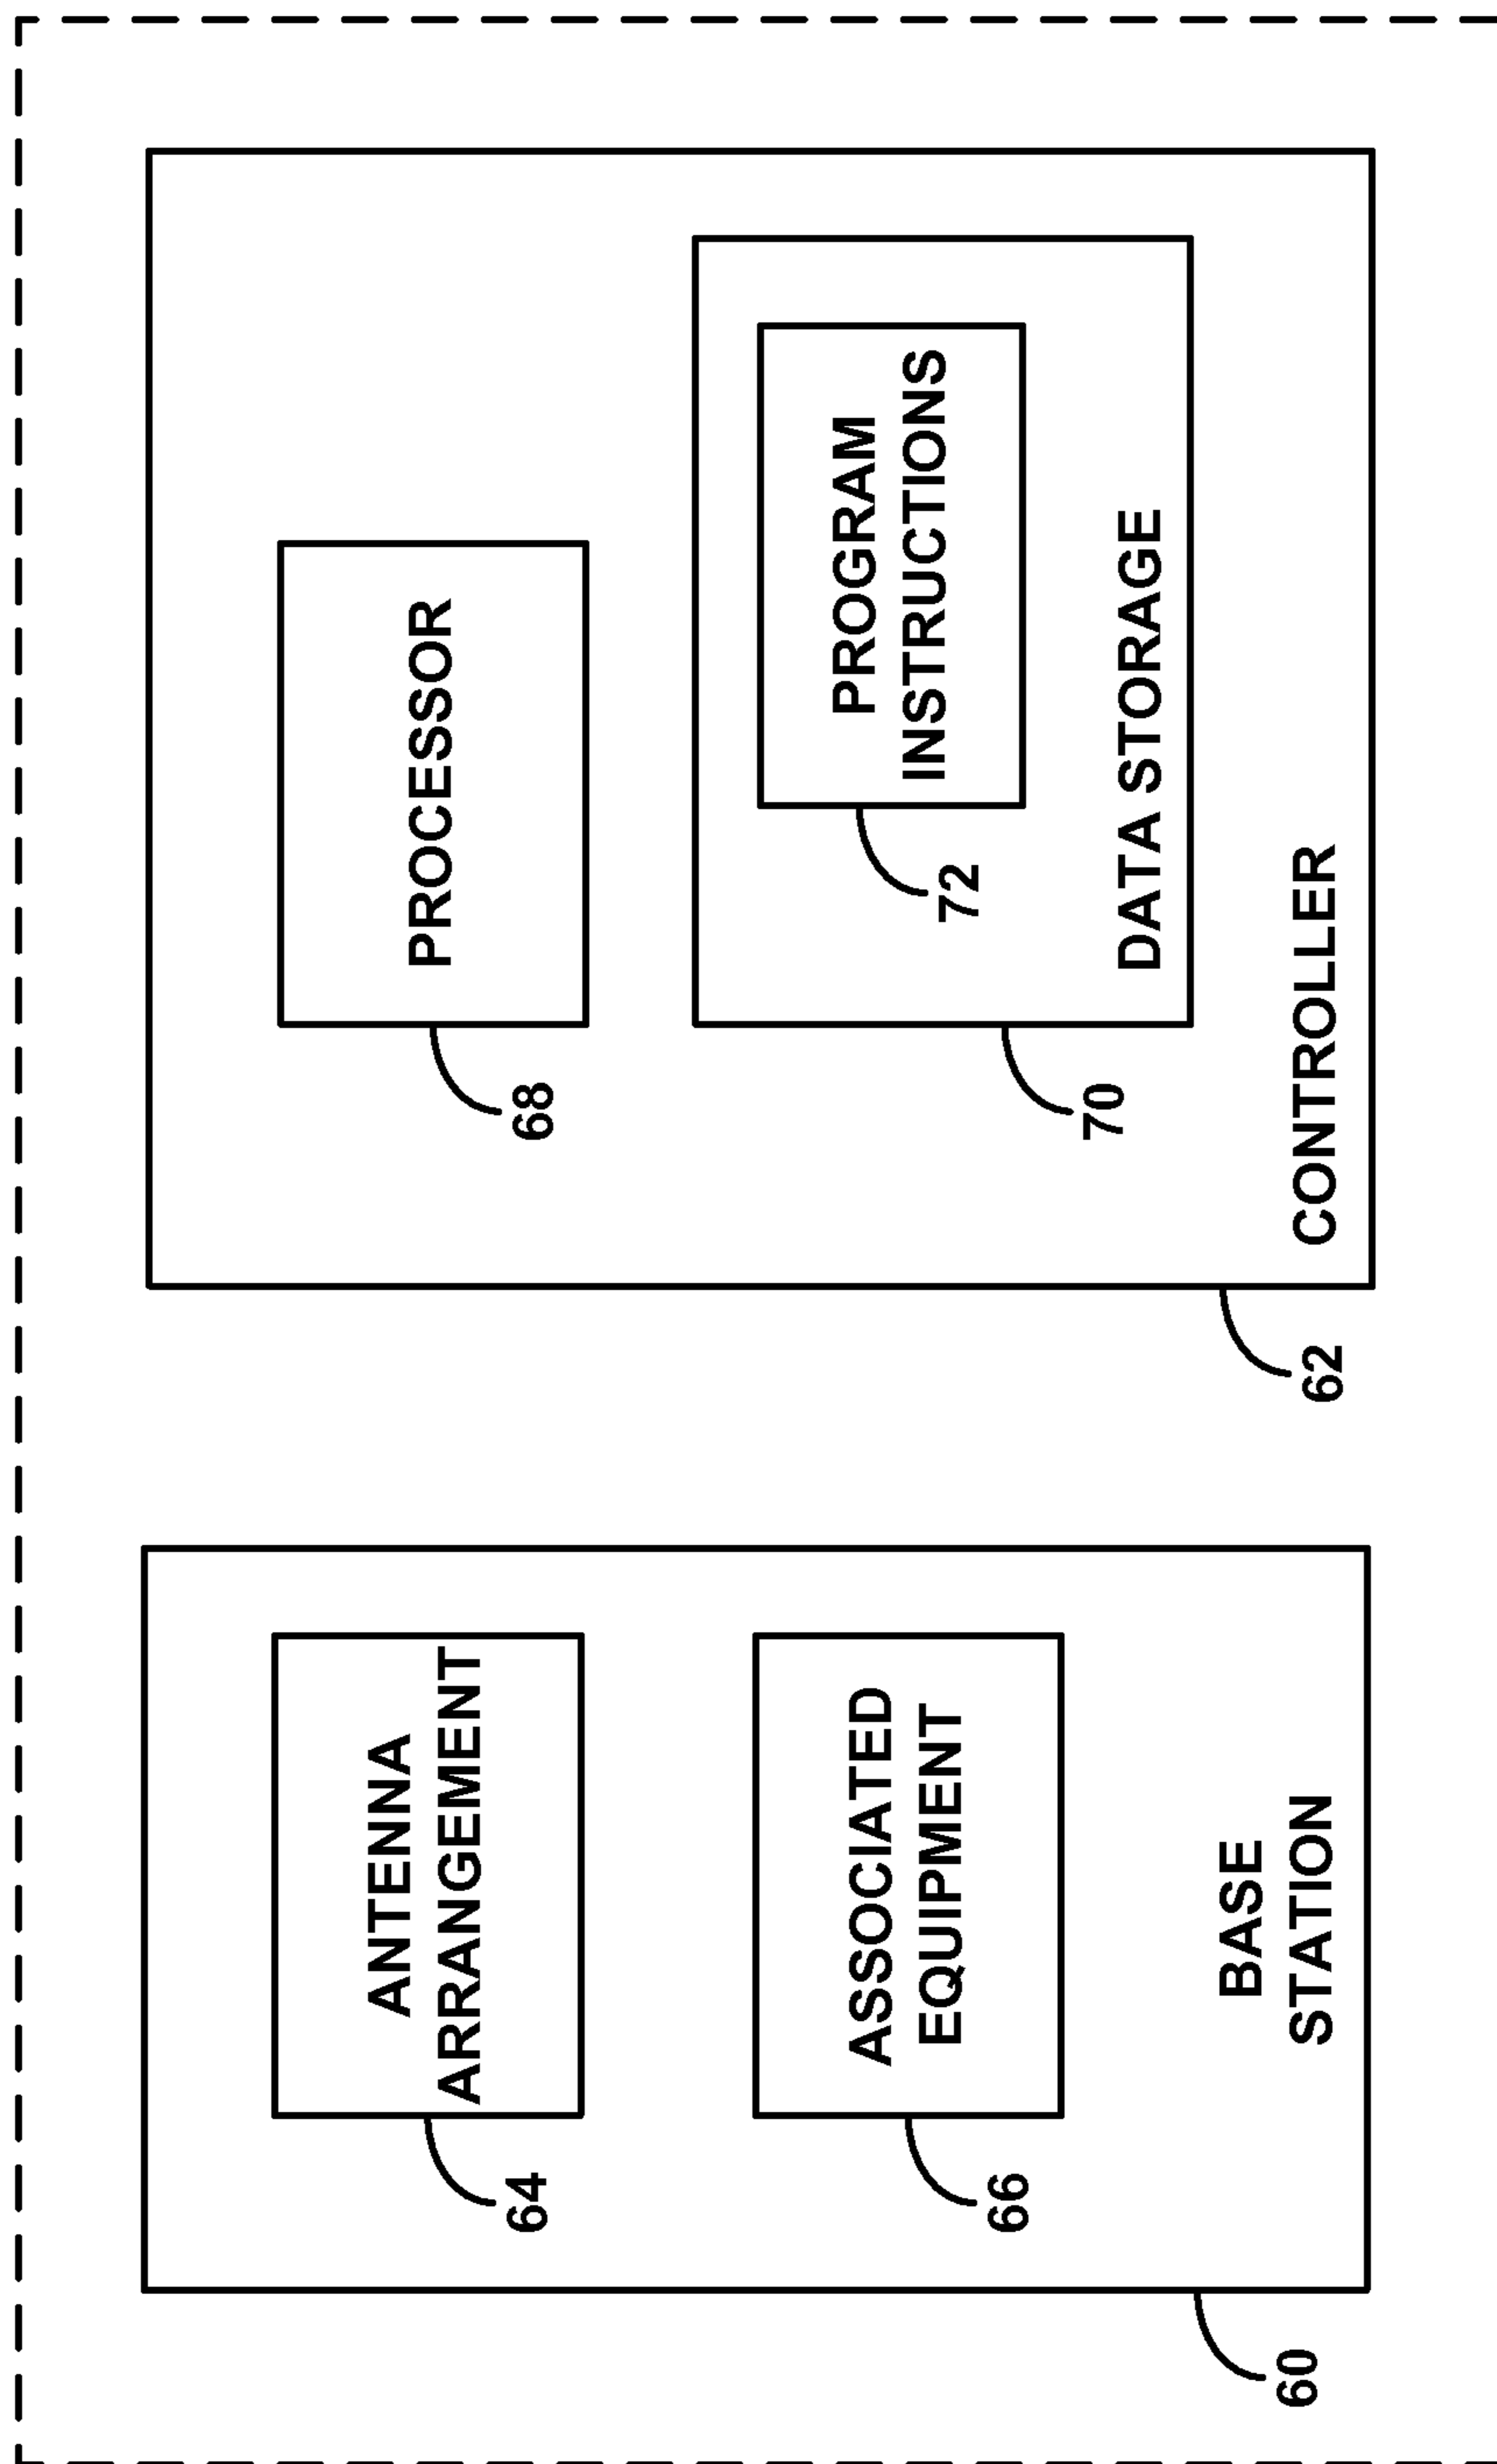 ANTENNA
ARRANGEMENT
64
ASSOCIATED
EQUIPMENT
66
BASE
STATION
60
PROCESSOR
68
PROGRAM
INSTRUCTIONS
72
DATA STORAGE
70
CONTROLLER
62